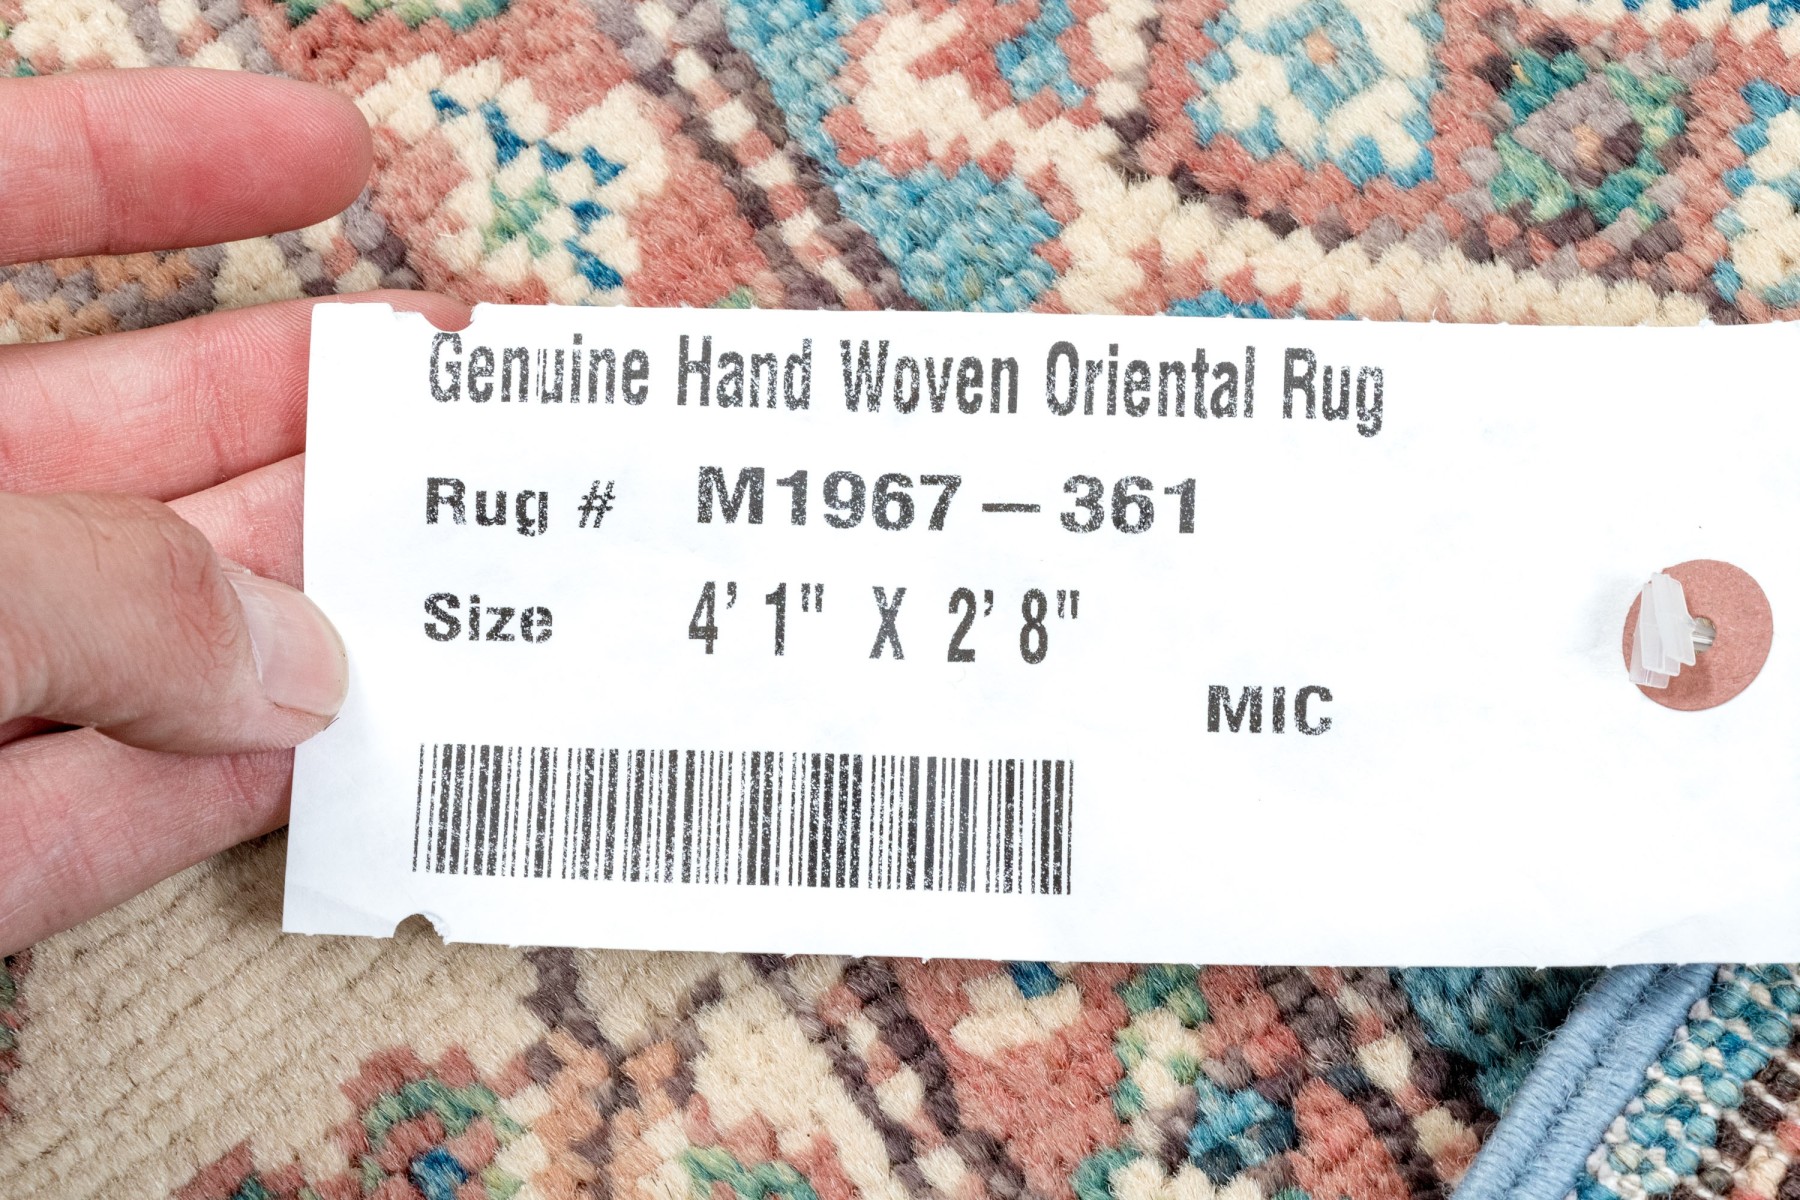 Genuine Hand Woven Oriental Rug
Rug # M1967-361
Size 4' 1" X 2' 8"
MIC